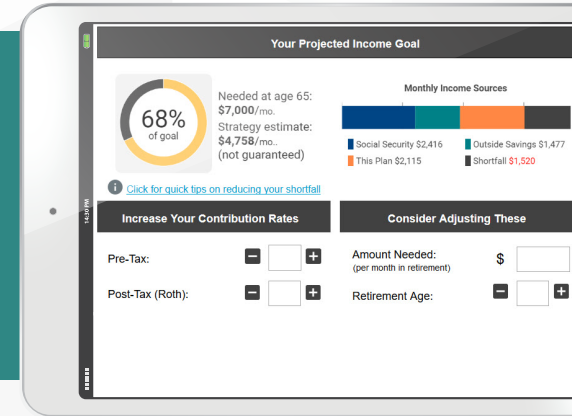 Your Projected Income Goal
68%
of goal
Needed at age 65:
$7,000/mo.
Strategy estimate:
$4,758/mo..
(not guaranteed)
Monthly Income Sources
Social Security $2,416
Outside Savings $1,477
This Plan $2,115
Shortfall $1,520
i Click for quick tips on reducing your shortfall
Increase Your Contribution Rates
Pre-Tax:
Post-Tax (Roth):
Consider Adjusting These
Amount Needed:
(per month in retirement)
$
Retirement Age:
14:30 PM